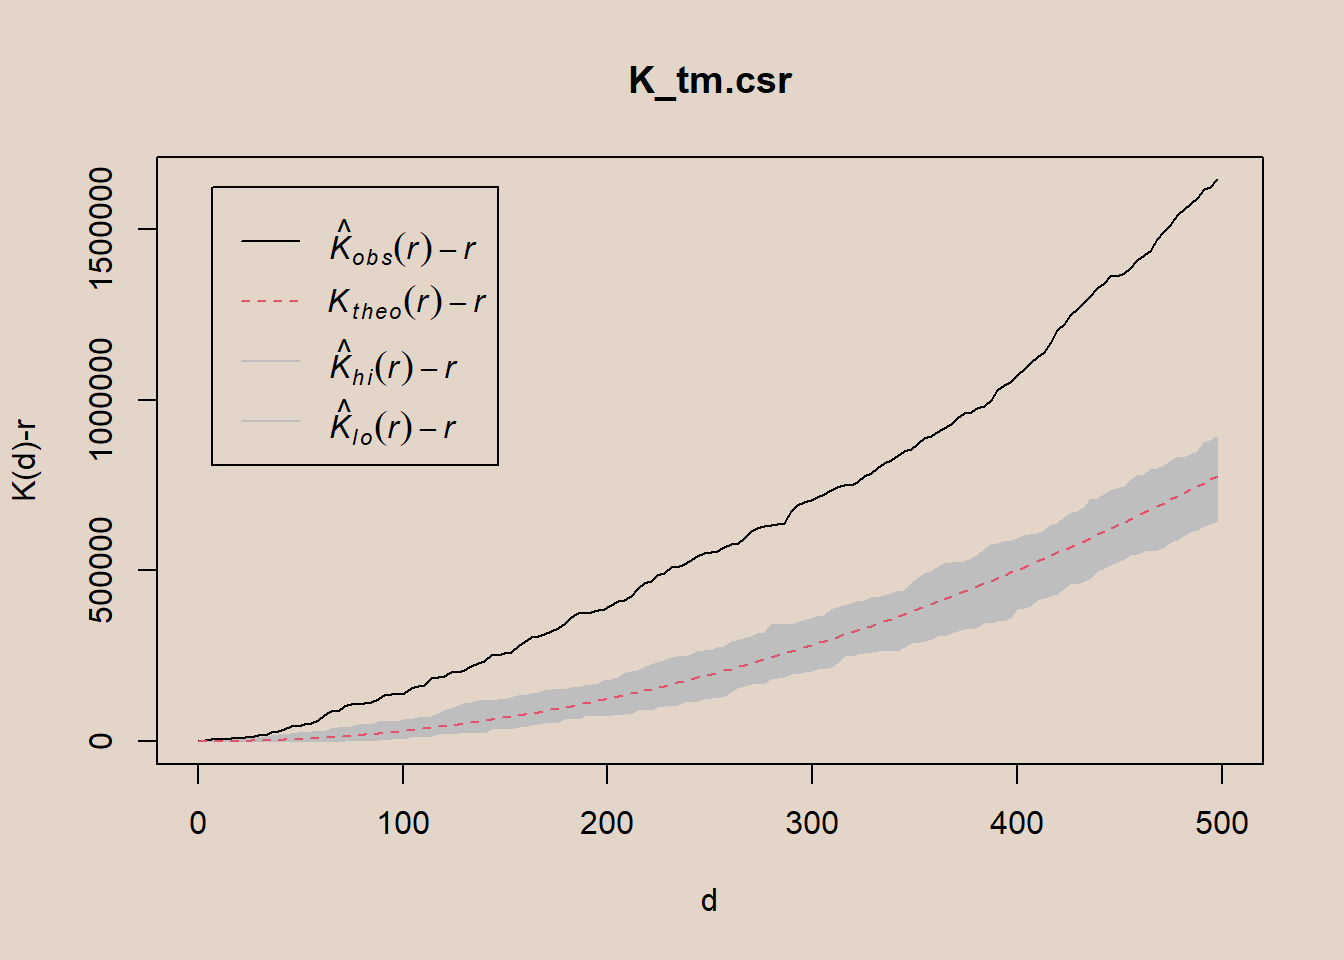 K_tm.csr
K̂obs(r) − r
Ktheo(r) − r
K̂hi(r) − r
K̂lo(r) − r
K(d)-r
1500000
1000000
500000
0
0 100 200 300 400 500
d